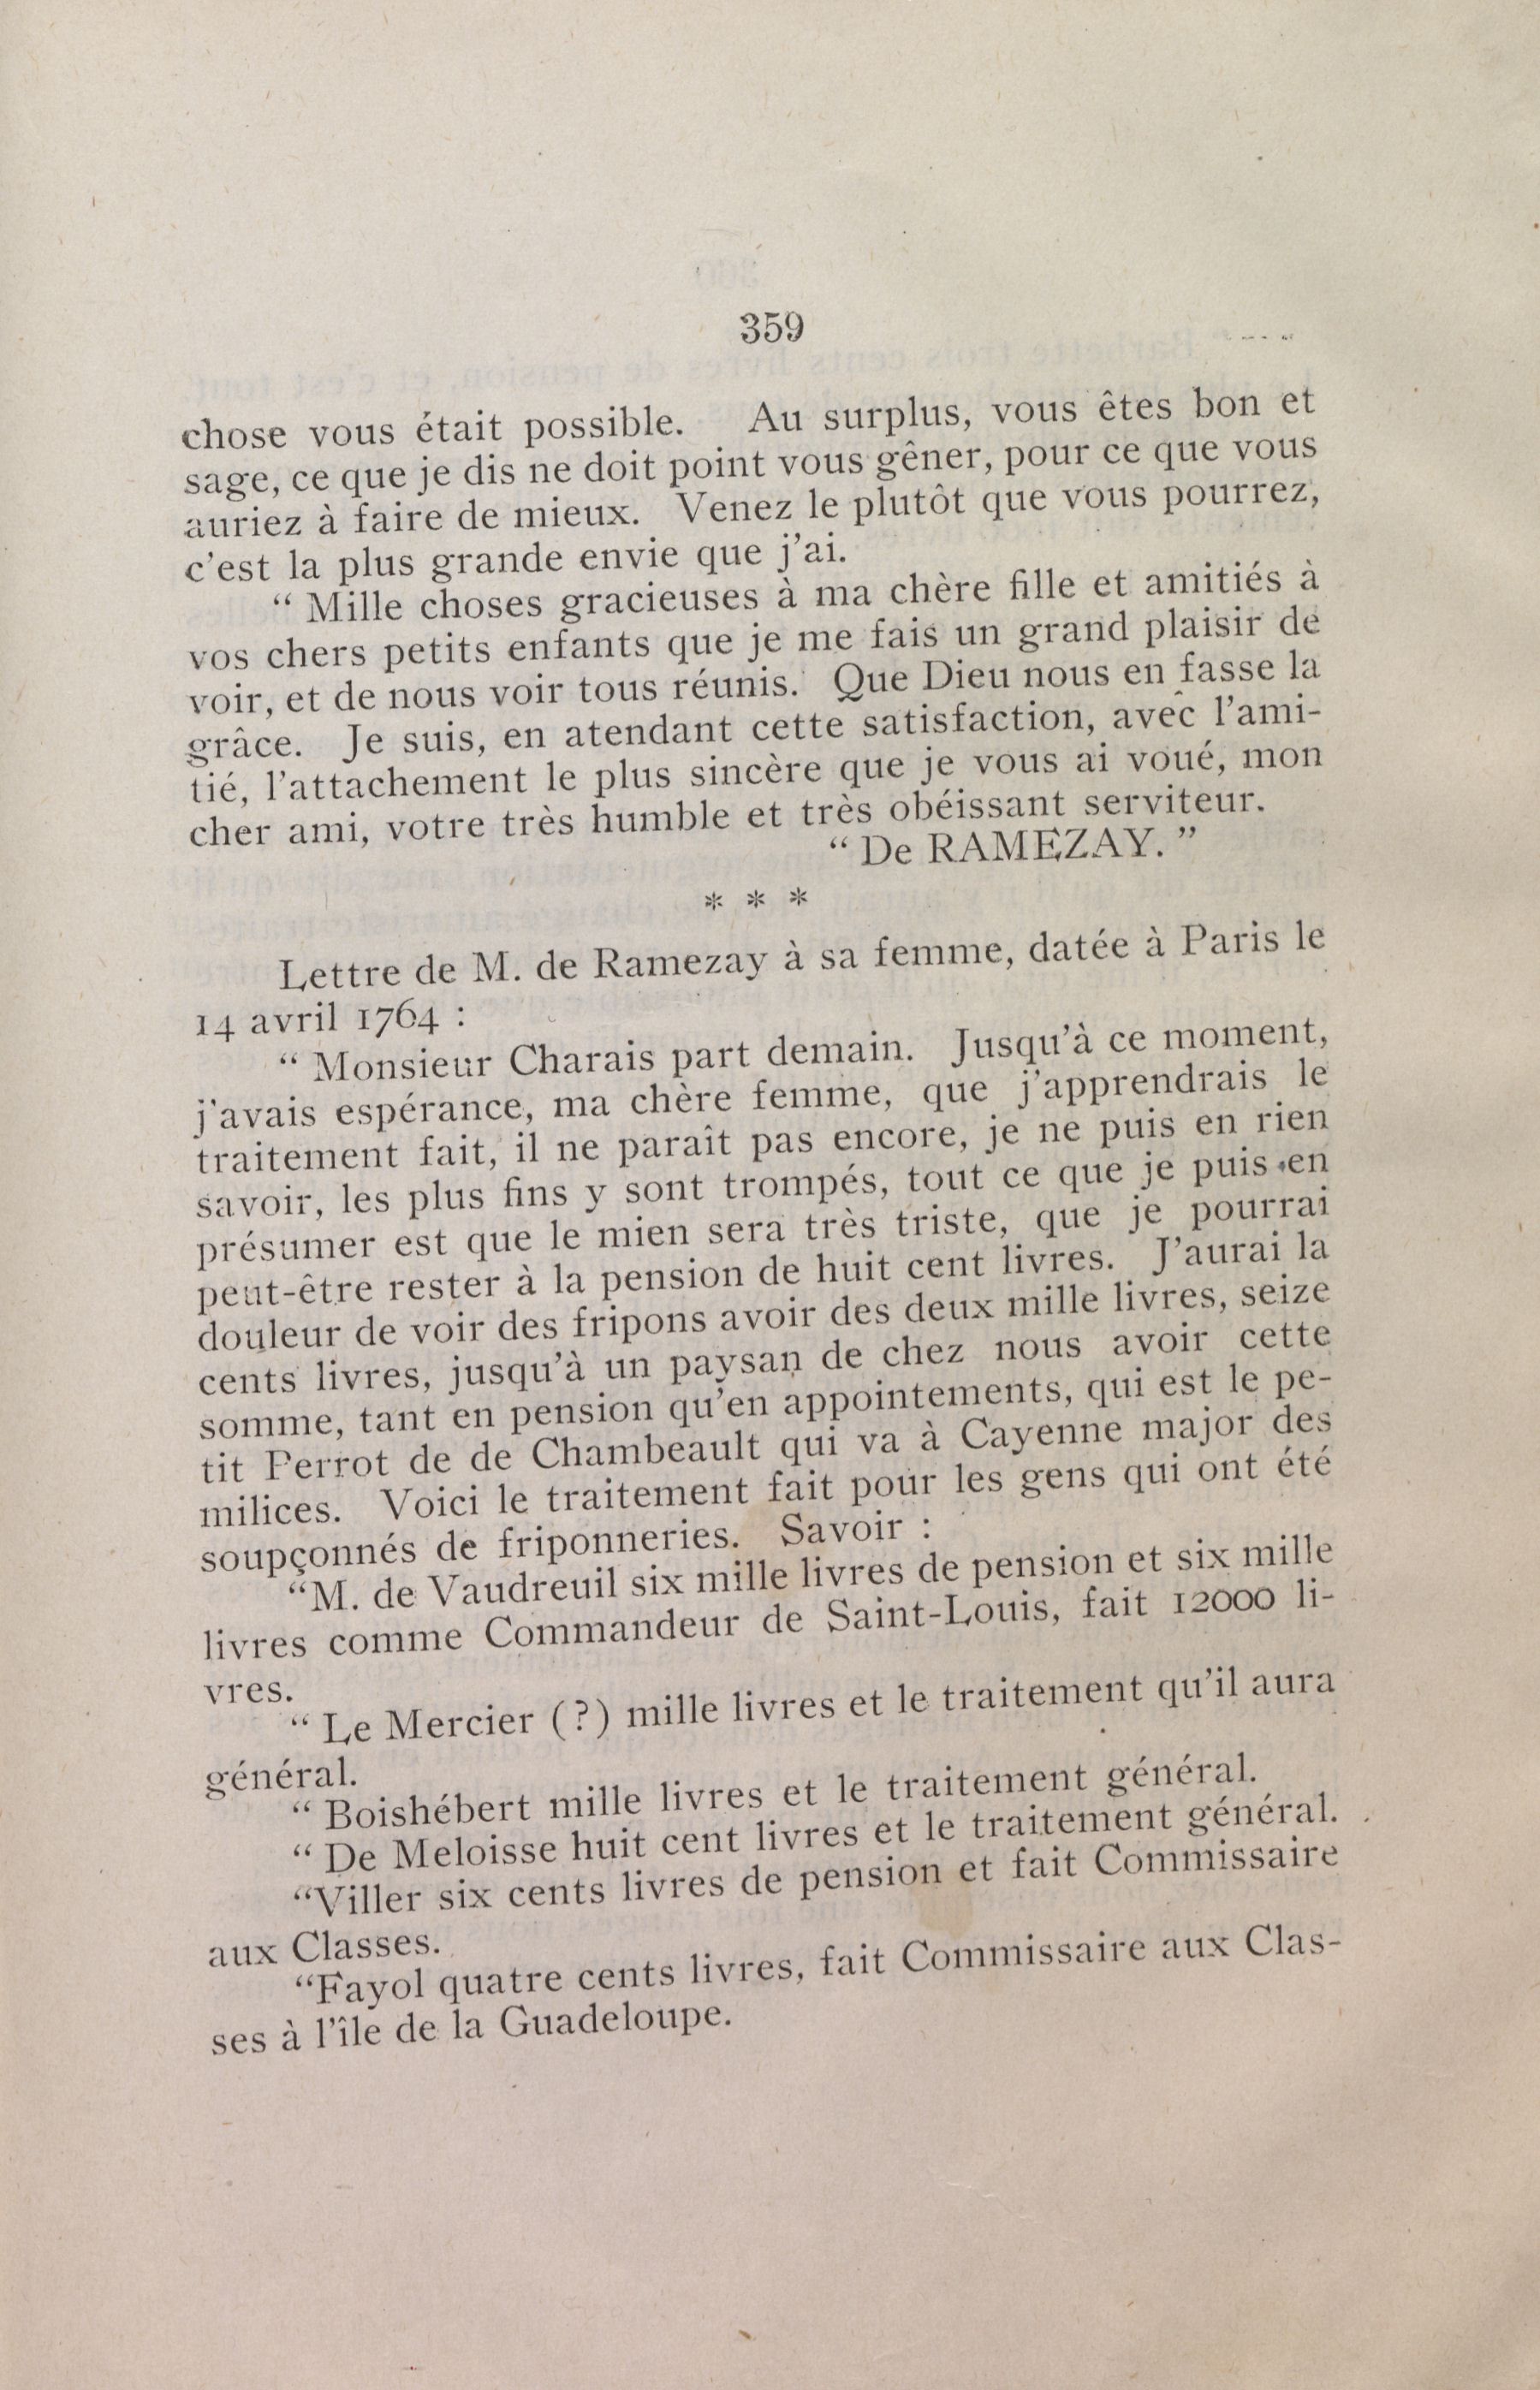 359
chose vous était possible. Au surplus, vous êtes bon et
sage, ce que je dis ne doit point vous gêner, pour ce que vous
auriez à faire de mieux. Venez le plutôt que vous pourrez,
c'est la plus grande envie que j'ai.
“ Mille choses gracieuses à ma chère fille et amitiés à
vos chers petits enfants que je me fais un grand plaisir de
voir, et de nous voir tous réunis. Que Dieu nous en fasse la
grâce. Je suis, en atendant cette satisfaction, avec l'ami-
tié, l'attachement le plus sincère que je vous ai voué, mon
cher ami, votre très humble et très obéissant serviteur.
“ De RAMEZAY. ”
* * *
Lettre de M. de Ramezay à sa femme, datée à Paris le
14 avril 1764 :
“ Monsieur Charais part demain. Jusqu'à ce moment,
j'avais espérance, ma chère femme, que j'apprendrais le
traitement fait, il ne paraît pas encore, je ne puis en rien
savoir, les plus fins y sont trompés, tout ce que je puis en
présumer est que le mien sera très triste, que je pourrai
peut-être rester à la pension de huit cent livres. J'aurai la
douleur de voir des fripons avoir des deux mille livres, seize
cents livres, jusqu'à un paysan de chez nous avoir cette
somme, tant en pension qu'en appointements, qui est le pe-
tit Perrot de de Chambeault qui va à Cayenne major des
milices. Voici le traitement fait pour les gens qui ont été
soupçonnés de friponneries. Savoir :
“M. de Vaudreuil six mille livres de pension et six mille
livres comme Commandeur de Saint-Louis, fait 12000 li-
vres.
“ Le Mercier (?) mille livres et le traitement qu'il aura
général.
“ Boishébert mille livres et le traitement général.
“ De Meloisse huit cent livres et le traitement général.
“Viller six cents livres de pension et fait Commissaire
aux Classes.
“Fayol quatre cents livres, fait Commissaire aux Clas-
ses à l'île de la Guadeloupe.